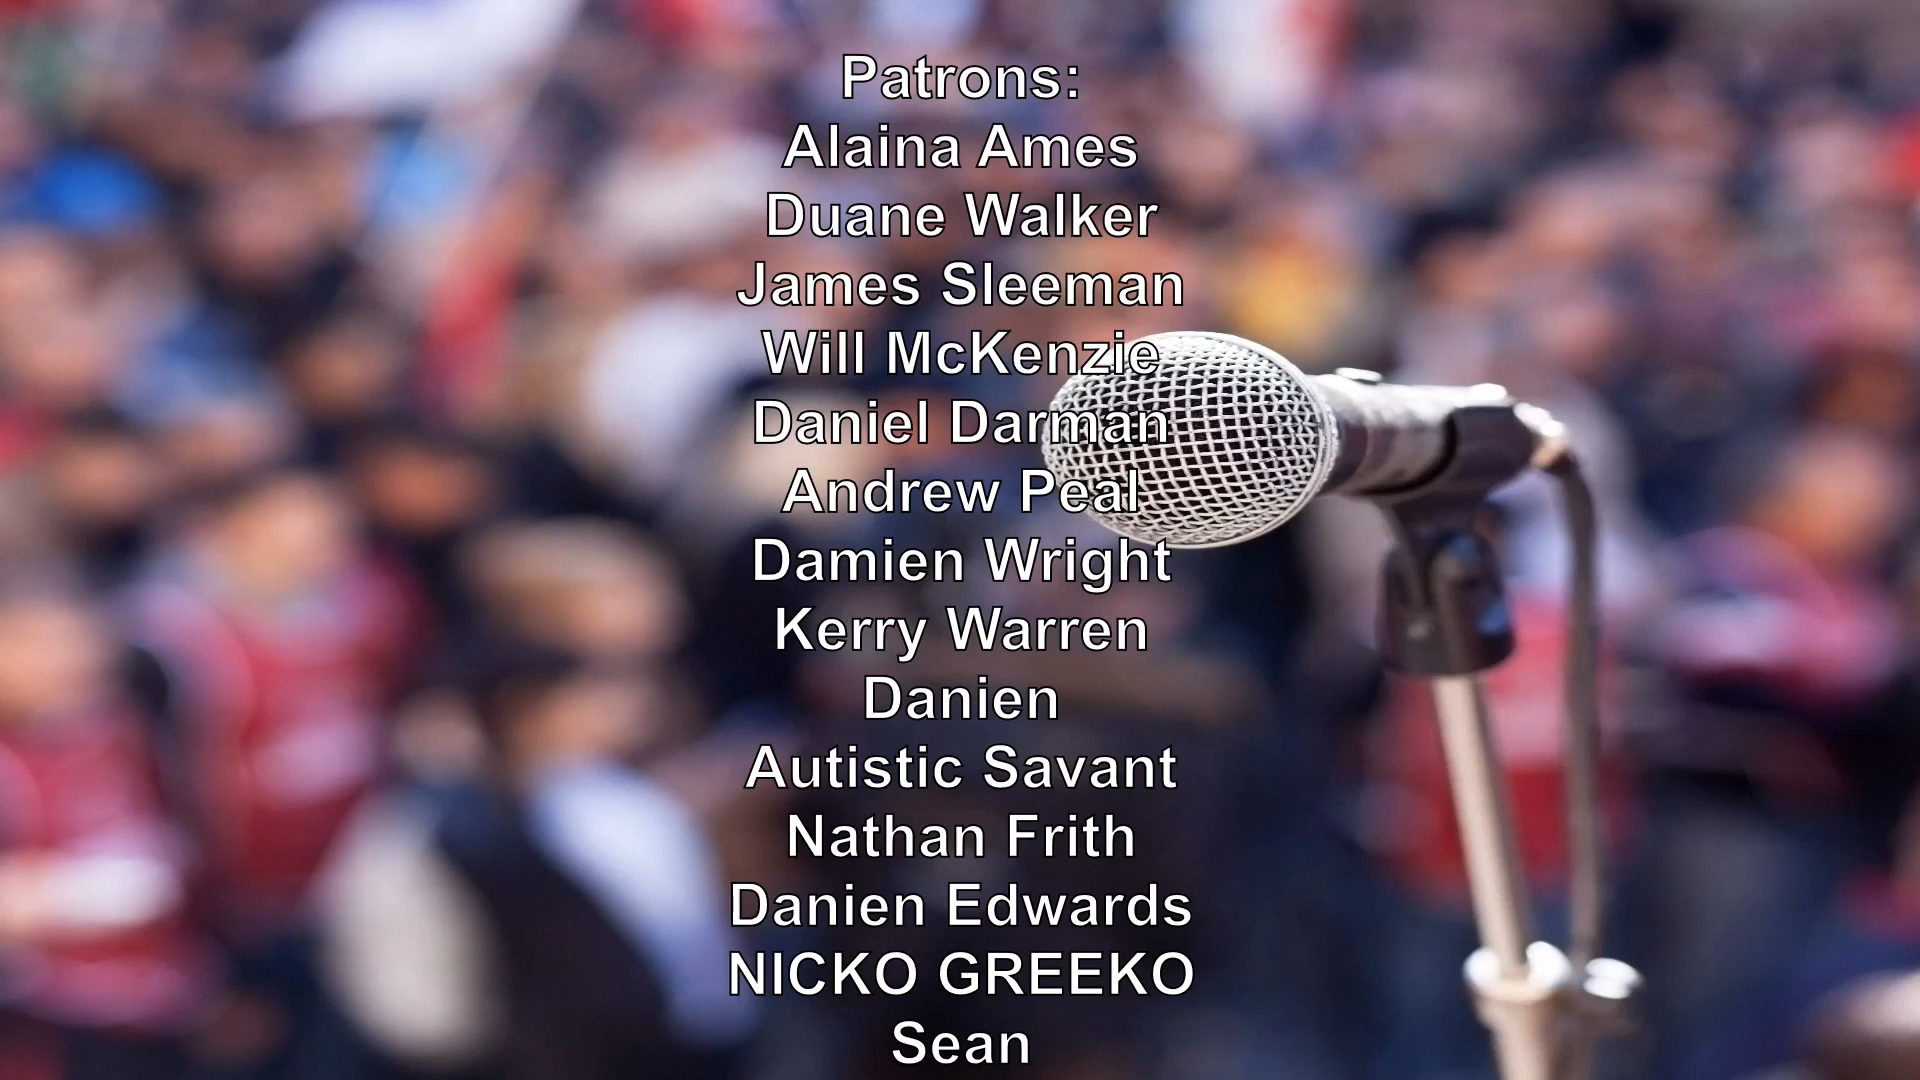 Patrons:
Alaina Ames
Duane Walker
James Sleeman
Will McKenzie
Daniel Darman
Andrew Peal
Damien Wright
Kerry Warren
Danien
Autistic Savant
Nathan Frith
Danien Edwards
NICKO GREEKO
Sean